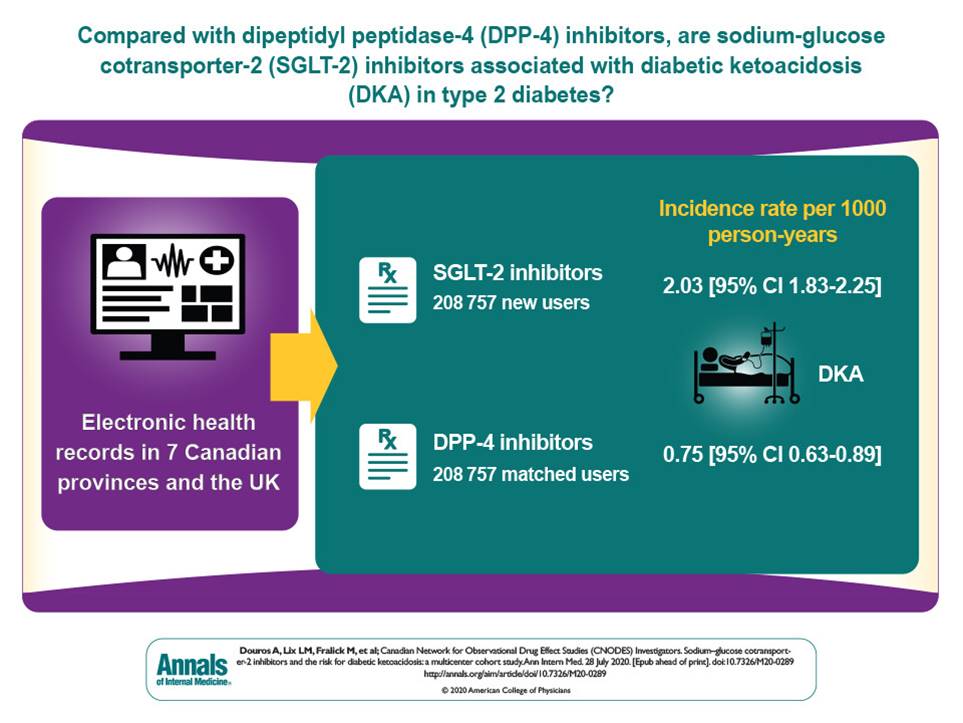 Compared with dipeptidyl peptidase-4 (DPP-4) inhibitors, are sodium-glucose
cotransporter-2 (SGLT-2) inhibitors associated with diabetic ketoacidosis
(DKA) in type 2 diabetes?
Electronic health
records in 7 Canadian
provinces and the UK
Incidence rate per 1000
person-years
Rx
SGLT-2 inhibitors
208 757 new users
2.03 [95% CI 1.83-2.25]
DKA
Rx
DPP-4 inhibitors
208 757 matched users
0.75 [95% CI 0.63-0.89]
Annals
of Internal Medicine®
Douros A, Lix LM, Fralick M, et al; Canadian Network for Observational Drug Effect Studies (CNODES) Investigators. Sodium–glucose cotransport-
er-2 inhibitors and the risk for diabetic ketoacidosis: a multicenter cohort study. Ann Intern Med. 28 July 2020. [Epub ahead of print]. doi:10.7326/M20-0289
http://annals.org/aim/article/doi/10.7326/M20-0289
© 2020 American College of Physicians